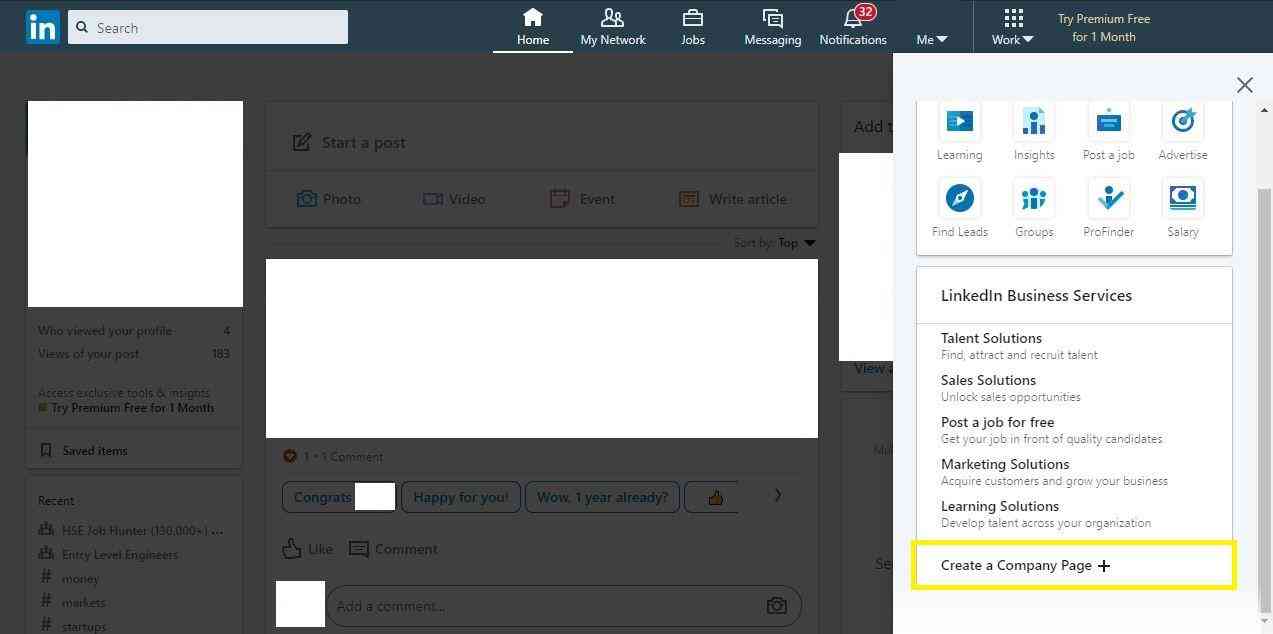 in
Search
32
Home
My Network
Jobs
Messaging
Notifications
Me
Work
Try Premium Free
for 1 Month
Who viewed your profile 4
Views of your post 183
Access exclusive tools & insights
Try Premium Free for 1 Month
Saved items
Recent
HSE Job Hunter (130,000+) ...
Entry Level Engineers
# money
# markets
# startups
Start a post
Photo
Video
Event
Write article
Sort by: Top
1 • 1 Comment
Congrats
Happy for you!
Wow, 1 year already?
Like
Comment
Add a comment...
Add t
View a
Se
Learning
Insights
Post a job
Advertise
Find Leads
Groups
ProFinder
Salary
LinkedIn Business Services
Talent Solutions
Find, attract and recruit talent
Sales Solutions
Unlock sales opportunities
Post a job for free
Get your job in front of quality candidates
Marketing Solutions
Acquire customers and grow your business
Learning Solutions
Develop talent across your organization
Create a Company Page +